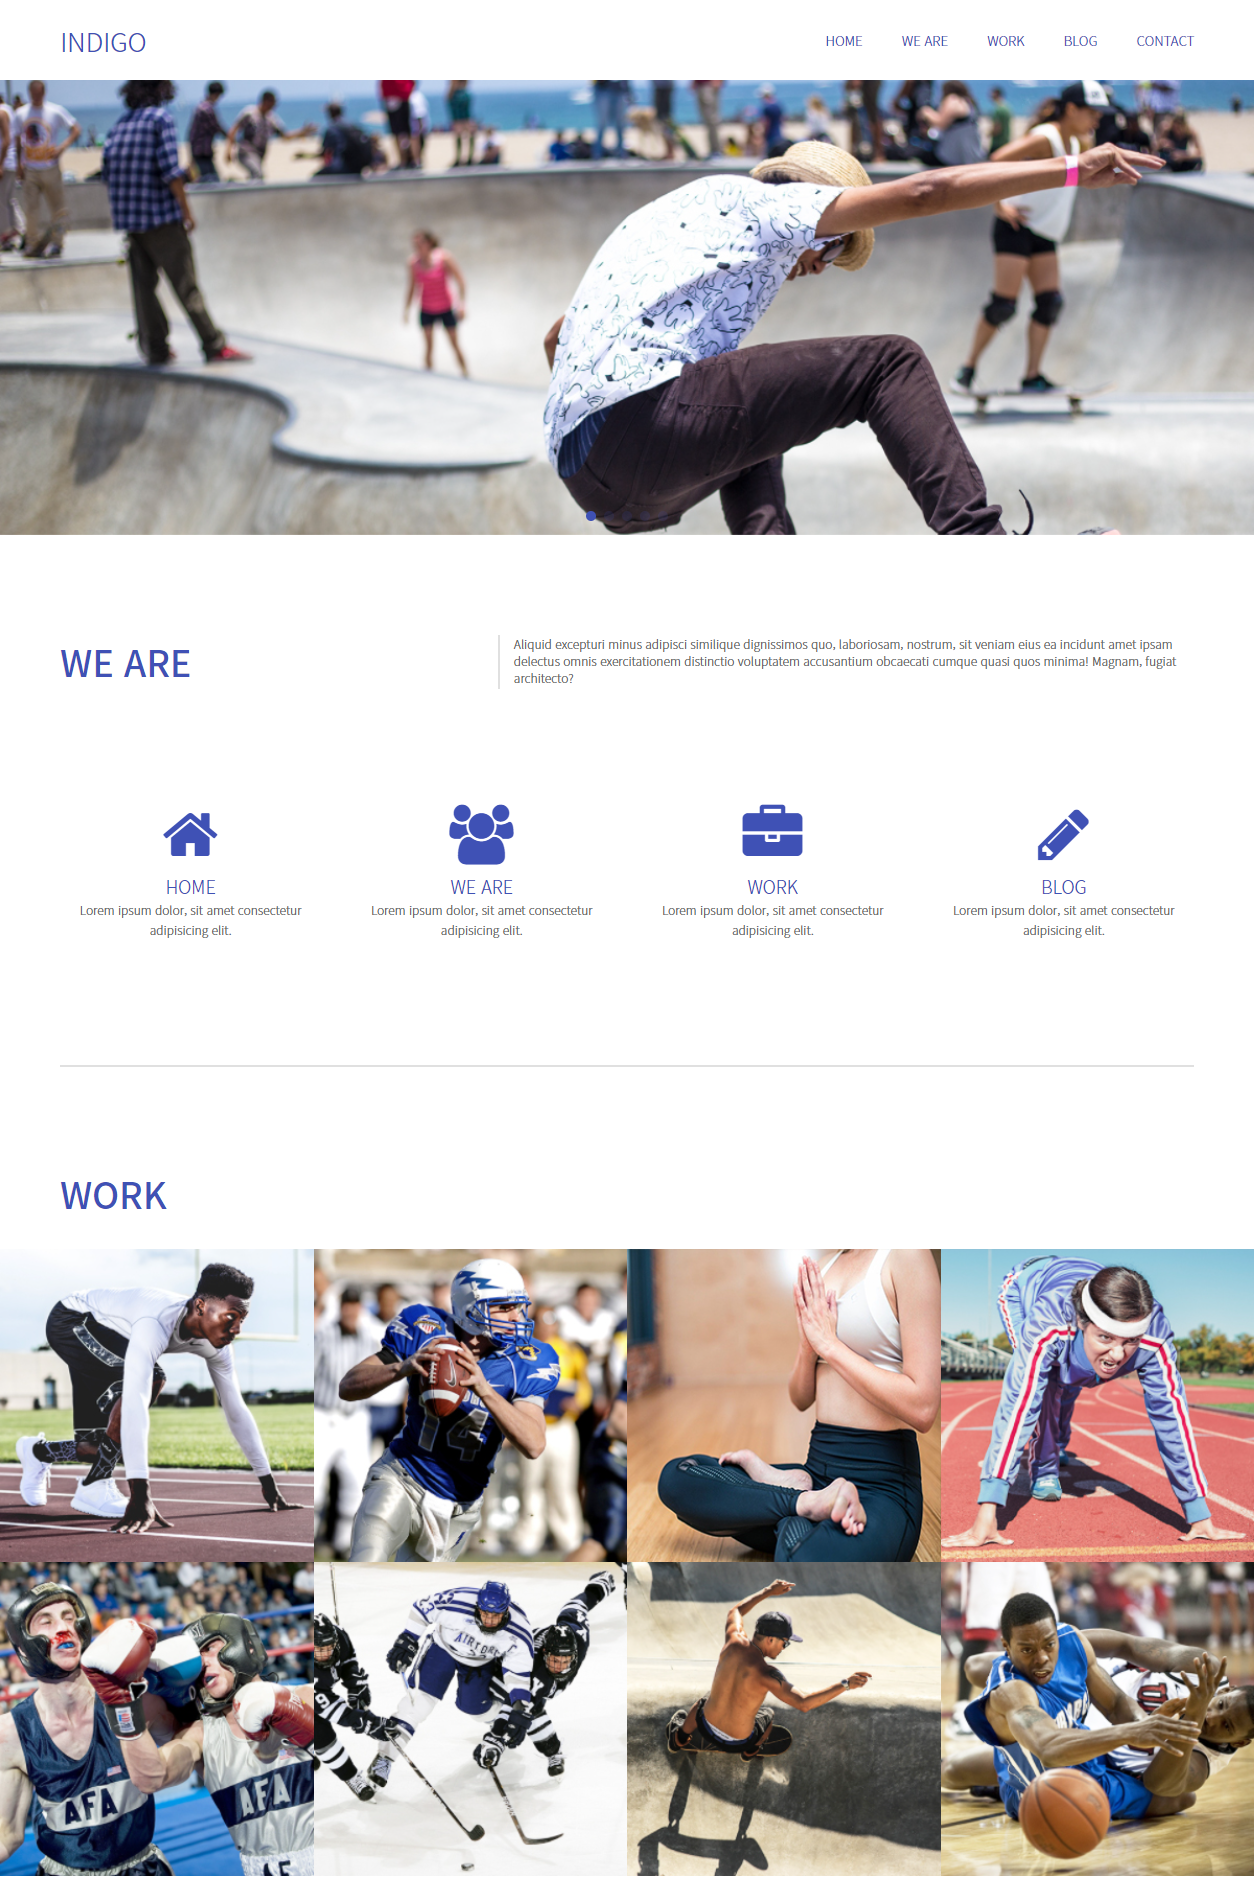 INDIGO
HOME WE ARE WORK BLOG CONTACT
WE ARE
Aliquid excepturi minus adipisci similique dignissimos quo, laboriosam, nostrum, sit veniam eius ea incidunt amet ipsam
delectus omnis exercitationem distinctio voluptatem accusantium obcaecati cumque quasi quos minima! Magnam, fugiat
architecto?
HOME
Lorem ipsum dolor, sit amet consectetur
adipisicing elit.
WE ARE
Lorem ipsum dolor, sit amet consectetur
adipisicing elit.
WORK
Lorem ipsum dolor, sit amet consectetur
adipisicing elit.
BLOG
Lorem ipsum dolor, sit amet consectetur
adipisicing elit.
WORK
14
AFA
AFA